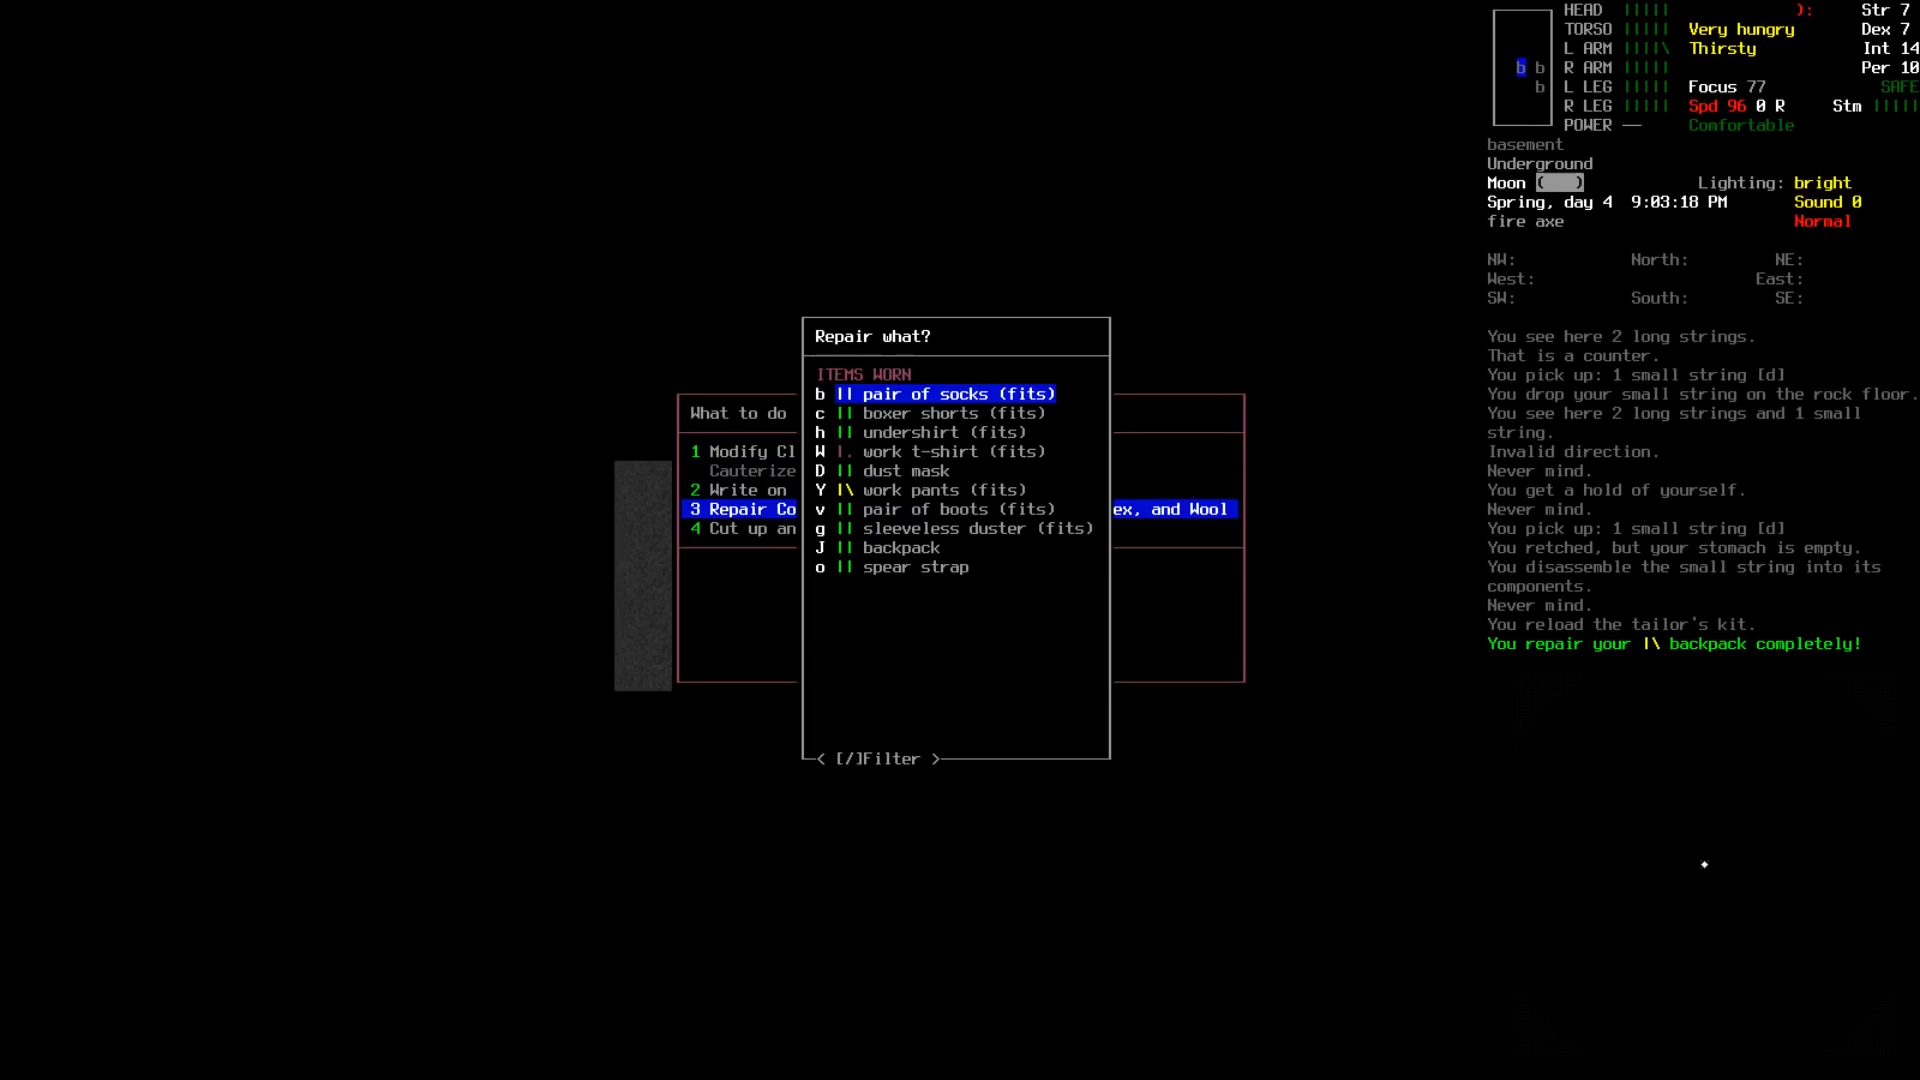 HEAD ||||| ): Str 7
TORSO ||||| Very hungry Dex 7
L ARM ||||\ Thirsty Int 14
b b R ARM ||||| Per 10
b L LEG ||||| Focus 77 SAFE
R LEG ||||| Spd 96 0 R Stm |||||
POWER — Comfortable
basement
Underground
Moon (   ) Lighting: bright
Spring, day 4 9:03:18 PM Sound 0
fire axe Normal
NW: North: NE:
West: East:
SW: South: SE:
Repair what?
ITEMS WORN
b || pair of socks (fits)
c || boxer shorts (fits)
h || undershirt (fits)
W |. work t-shirt (fits)
D || dust mask
Y |\ work pants (fits)
v || pair of boots (fits)
g || sleeveless duster (fits)
J || backpack
o || spear strap
< [/]Filter >
What to do
1 Modify Cl
Cauterize
2 Write on
3 Repair Co ex, and Wool
4 Cut up an
You see here 2 long strings.
That is a counter.
You pick up: 1 small string [d]
You drop your small string on the rock floor.
You see here 2 long strings and 1 small
string.
Invalid direction.
Never mind.
You get a hold of yourself.
Never mind.
You pick up: 1 small string [d]
You retched, but your stomach is empty.
You disassemble the small string into its
components.
Never mind.
You reload the tailor's kit.
You repair your |\ backpack completely!